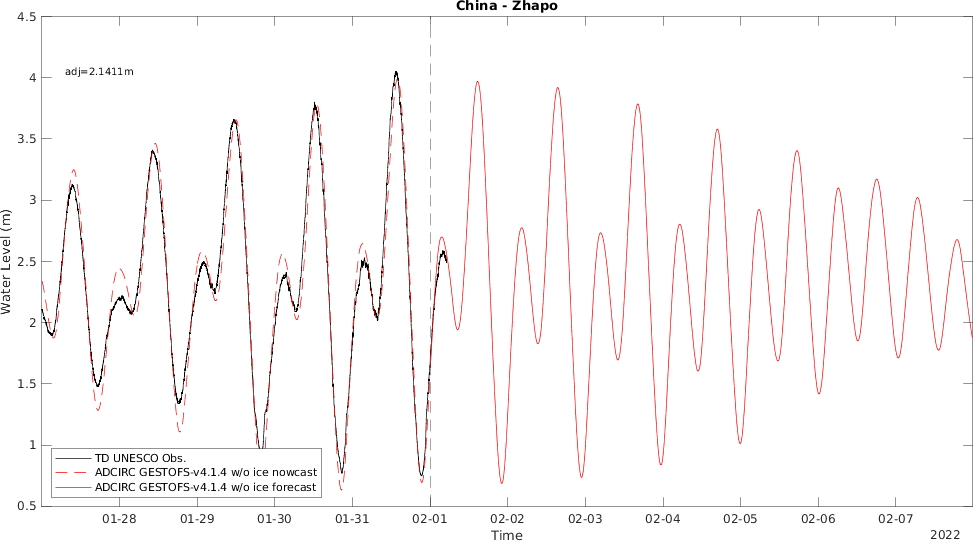 China - Zhapo
adj=2.1411m
Water Level (m)
4.5
4
3.5
3
2.5
2
1.5
1
0.5
TD UNESCO Obs.
ADCIRC GESTOFS-v4.1.4 w/o ice nowcast
ADCIRC GESTOFS-v4.1.4 w/o ice forecast
01-28 01-29 01-30 01-31 02-01 02-02 02-03 02-04 02-05 02-06 02-07
Time
2022